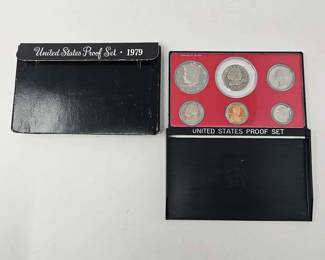 United States Proof Set · 1979
UNITED STATES PROOF SET